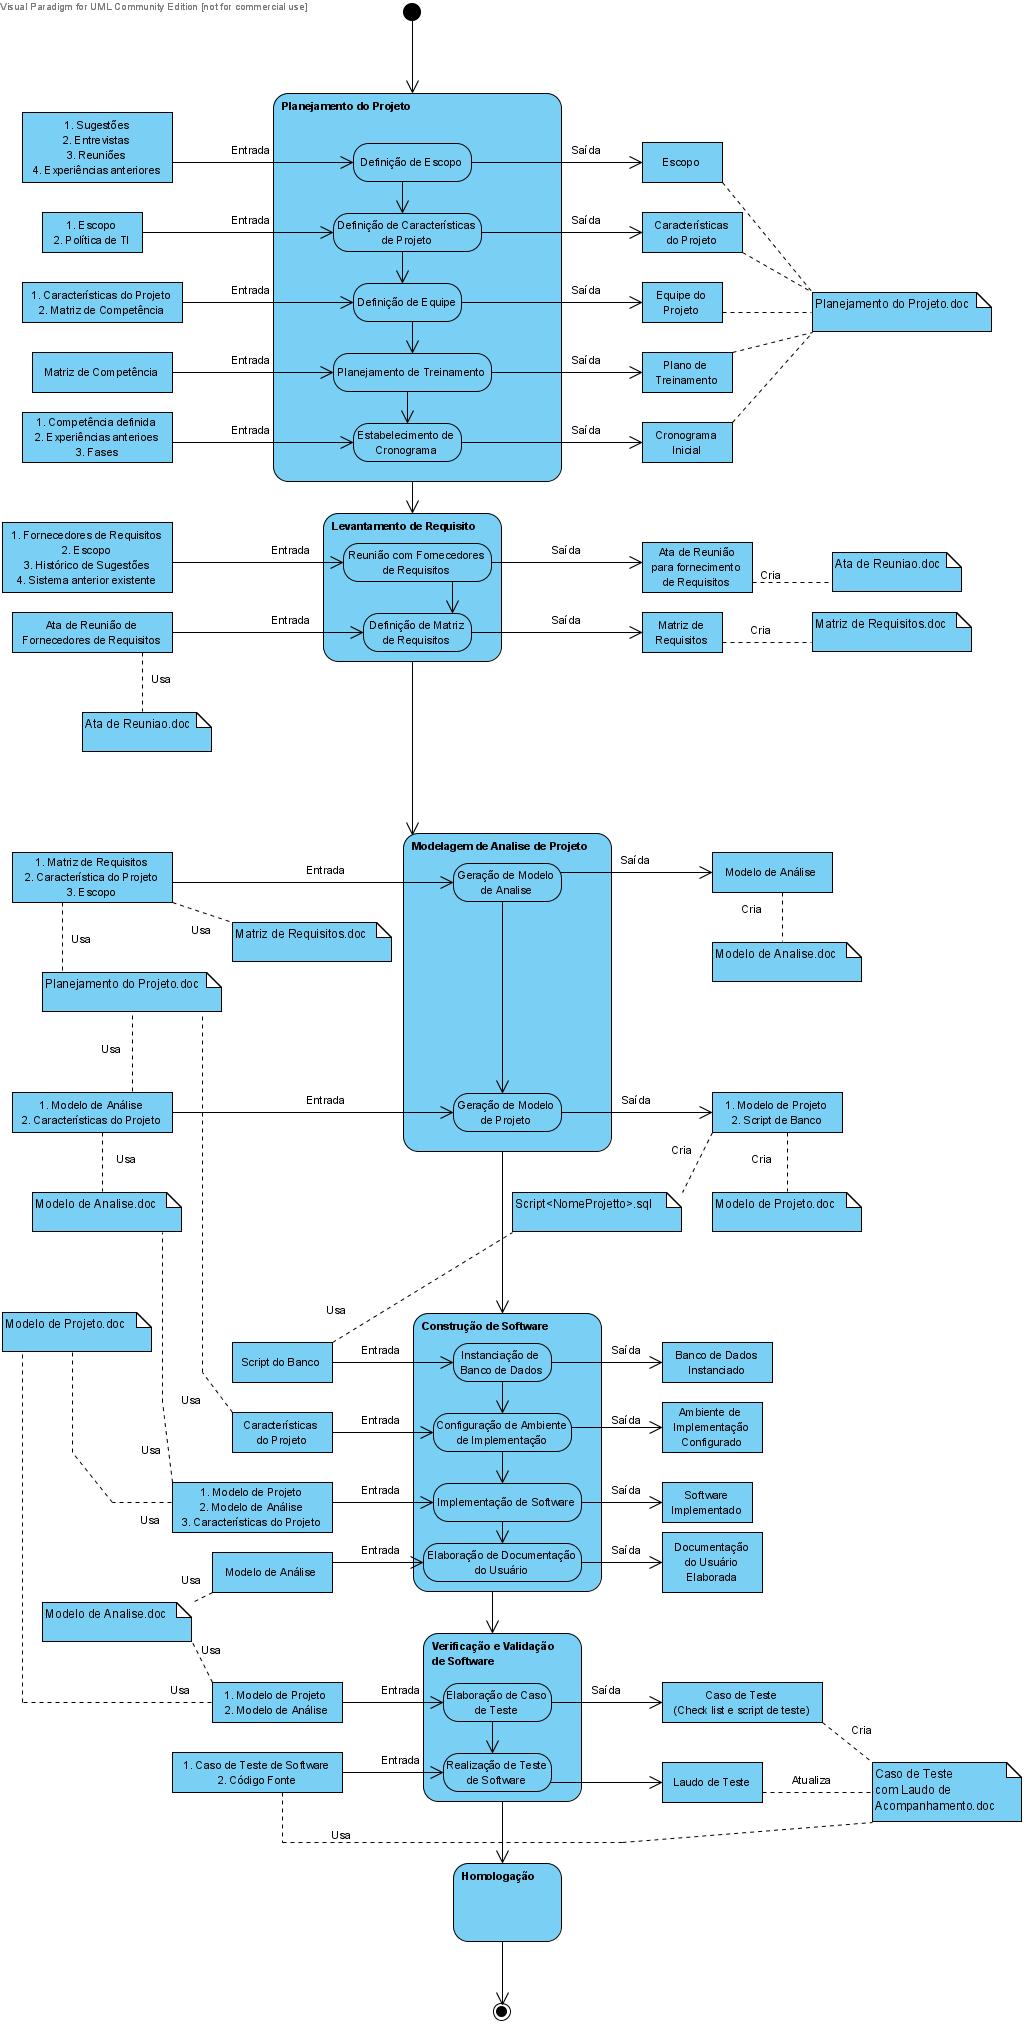 Visual Paradigm for UML Community Edition [not for commercial use]
Planejamento do Projeto
1. Sugestões
2. Entrevistas
3. Reuniões
4. Experiências anteriores
Entrada
Definição de Escopo
Saída
Escopo
1. Escopo
2. Política de TI
Entrada
Definição de Características
de Projeto
Saída
Características
do Projeto
1. Características do Projeto
2. Matriz de Competência
Entrada
Definição de Equipe
Saída
Equipe do
Projeto
Planejamento do Projeto.doc
Matriz de Competência
Entrada
Planejamento de Treinamento
Saída
Plano de
Treinamento
1. Competência definida
2. Experiências anterioes
3. Fases
Entrada
Estabelecimento de
Cronograma
Saída
Cronograma
Inicial
Levantamento de Requisito
1. Fornecedores de Requisitos
2. Escopo
3. Histórico de Sugestões
4. Sistema anterior existente
Entrada
Reunião com Fornecedores
de Requisitos
Saída
Ata de Reunião
para fornecimento
de Requisitos
Cria
Ata de Reuniao.doc
Ata de Reunião de
Fornecedores de Requisitos
Entrada
Definição de Matriz
de Requisitos
Saída
Matriz de
Requisitos
Cria
Matriz de Requisitos.doc
Usa
Ata de Reuniao.doc
Modelagem de Analise de Projeto
1. Matriz de Requisitos
2. Característica do Projeto
3. Escopo
Entrada
Geração de Modelo
de Analise
Saída
Modelo de Análise
Cria
Modelo de Analise.doc
Usa
Usa
Matriz de Requisitos.doc
Planejamento do Projeto.doc
Usa
1. Modelo de Análise
2. Características do Projeto
Entrada
Geração de Modelo
de Projeto
Saída
1. Modelo de Projeto
2. Script de Banco
Usa
Cria
Cria
Modelo de Analise.doc
Script<NomeProjetto>.sql
Modelo de Projeto.doc
Usa
Modelo de Projeto.doc
Construção de Software
Script do Banco
Entrada
Instanciação de
Banco de Dados
Saída
Banco de Dados
Instanciado
Usa
Características
do Projeto
Entrada
Configuração de Ambiente
de Implementação
Saída
Ambiente de
Implementação
Configurado
Usa
Usa
1. Modelo de Projeto
2. Modelo de Análise
3. Características do Projeto
Entrada
Implementação de Software
Saída
Software
Implementado
Modelo de Análise
Entrada
Elaboração de Documentação
do Usuário
Saída
Documentação
do Usuário
Elaborada
Usa
Modelo de Analise.doc
Usa
Verificação e Validação
de Software
Usa
1. Modelo de Projeto
2. Modelo de Análise
Entrada
Elaboração de Caso
de Teste
Saída
Caso de Teste
(Check list e script de teste)
Cria
1. Caso de Teste de Software
2. Código Fonte
Entrada
Realização de Teste
de Software
Laudo de Teste
Atualiza
Caso de Teste
com Laudo de
Acompanhamento.doc
Usa
Homologação